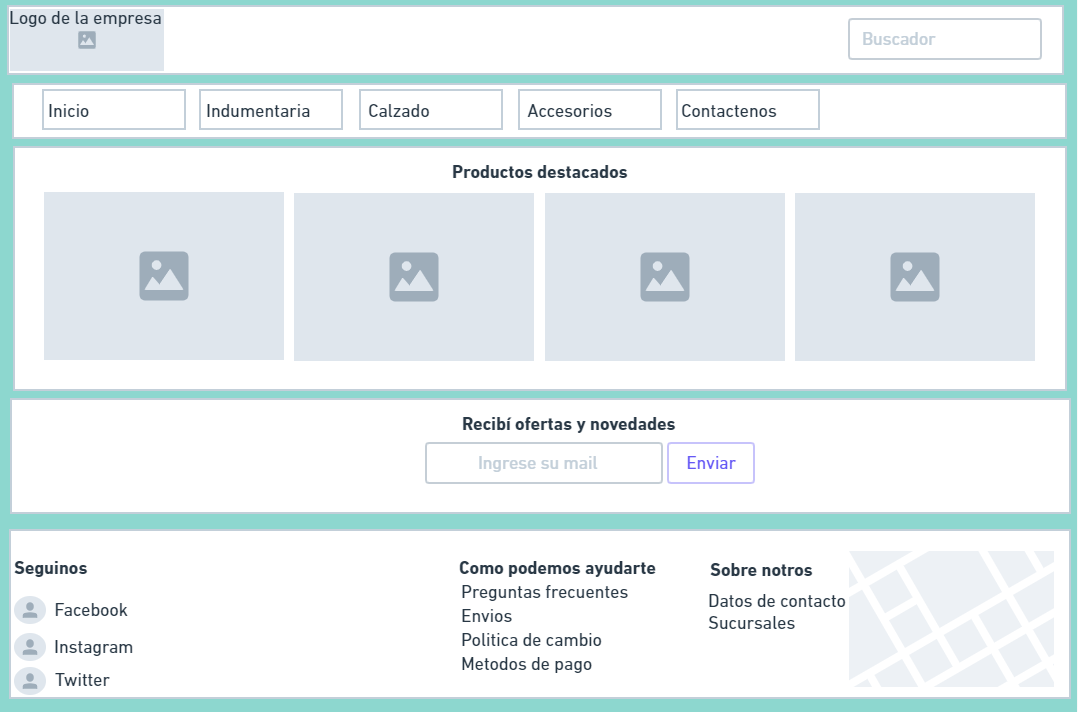 Logo de la empresa
Buscador
Inicio
Indumentaria
Calzado
Accesorios
Contactenos
Productos destacados
Recibí ofertas y novedades
Ingrese su mail
Enviar
Seguinos
Facebook
Instagram
Twitter
Como podemos ayudarte
Preguntas frecuentes
Envios
Politica de cambio
Metodos de pago
Sobre notros
Datos de contacto
Sucursales